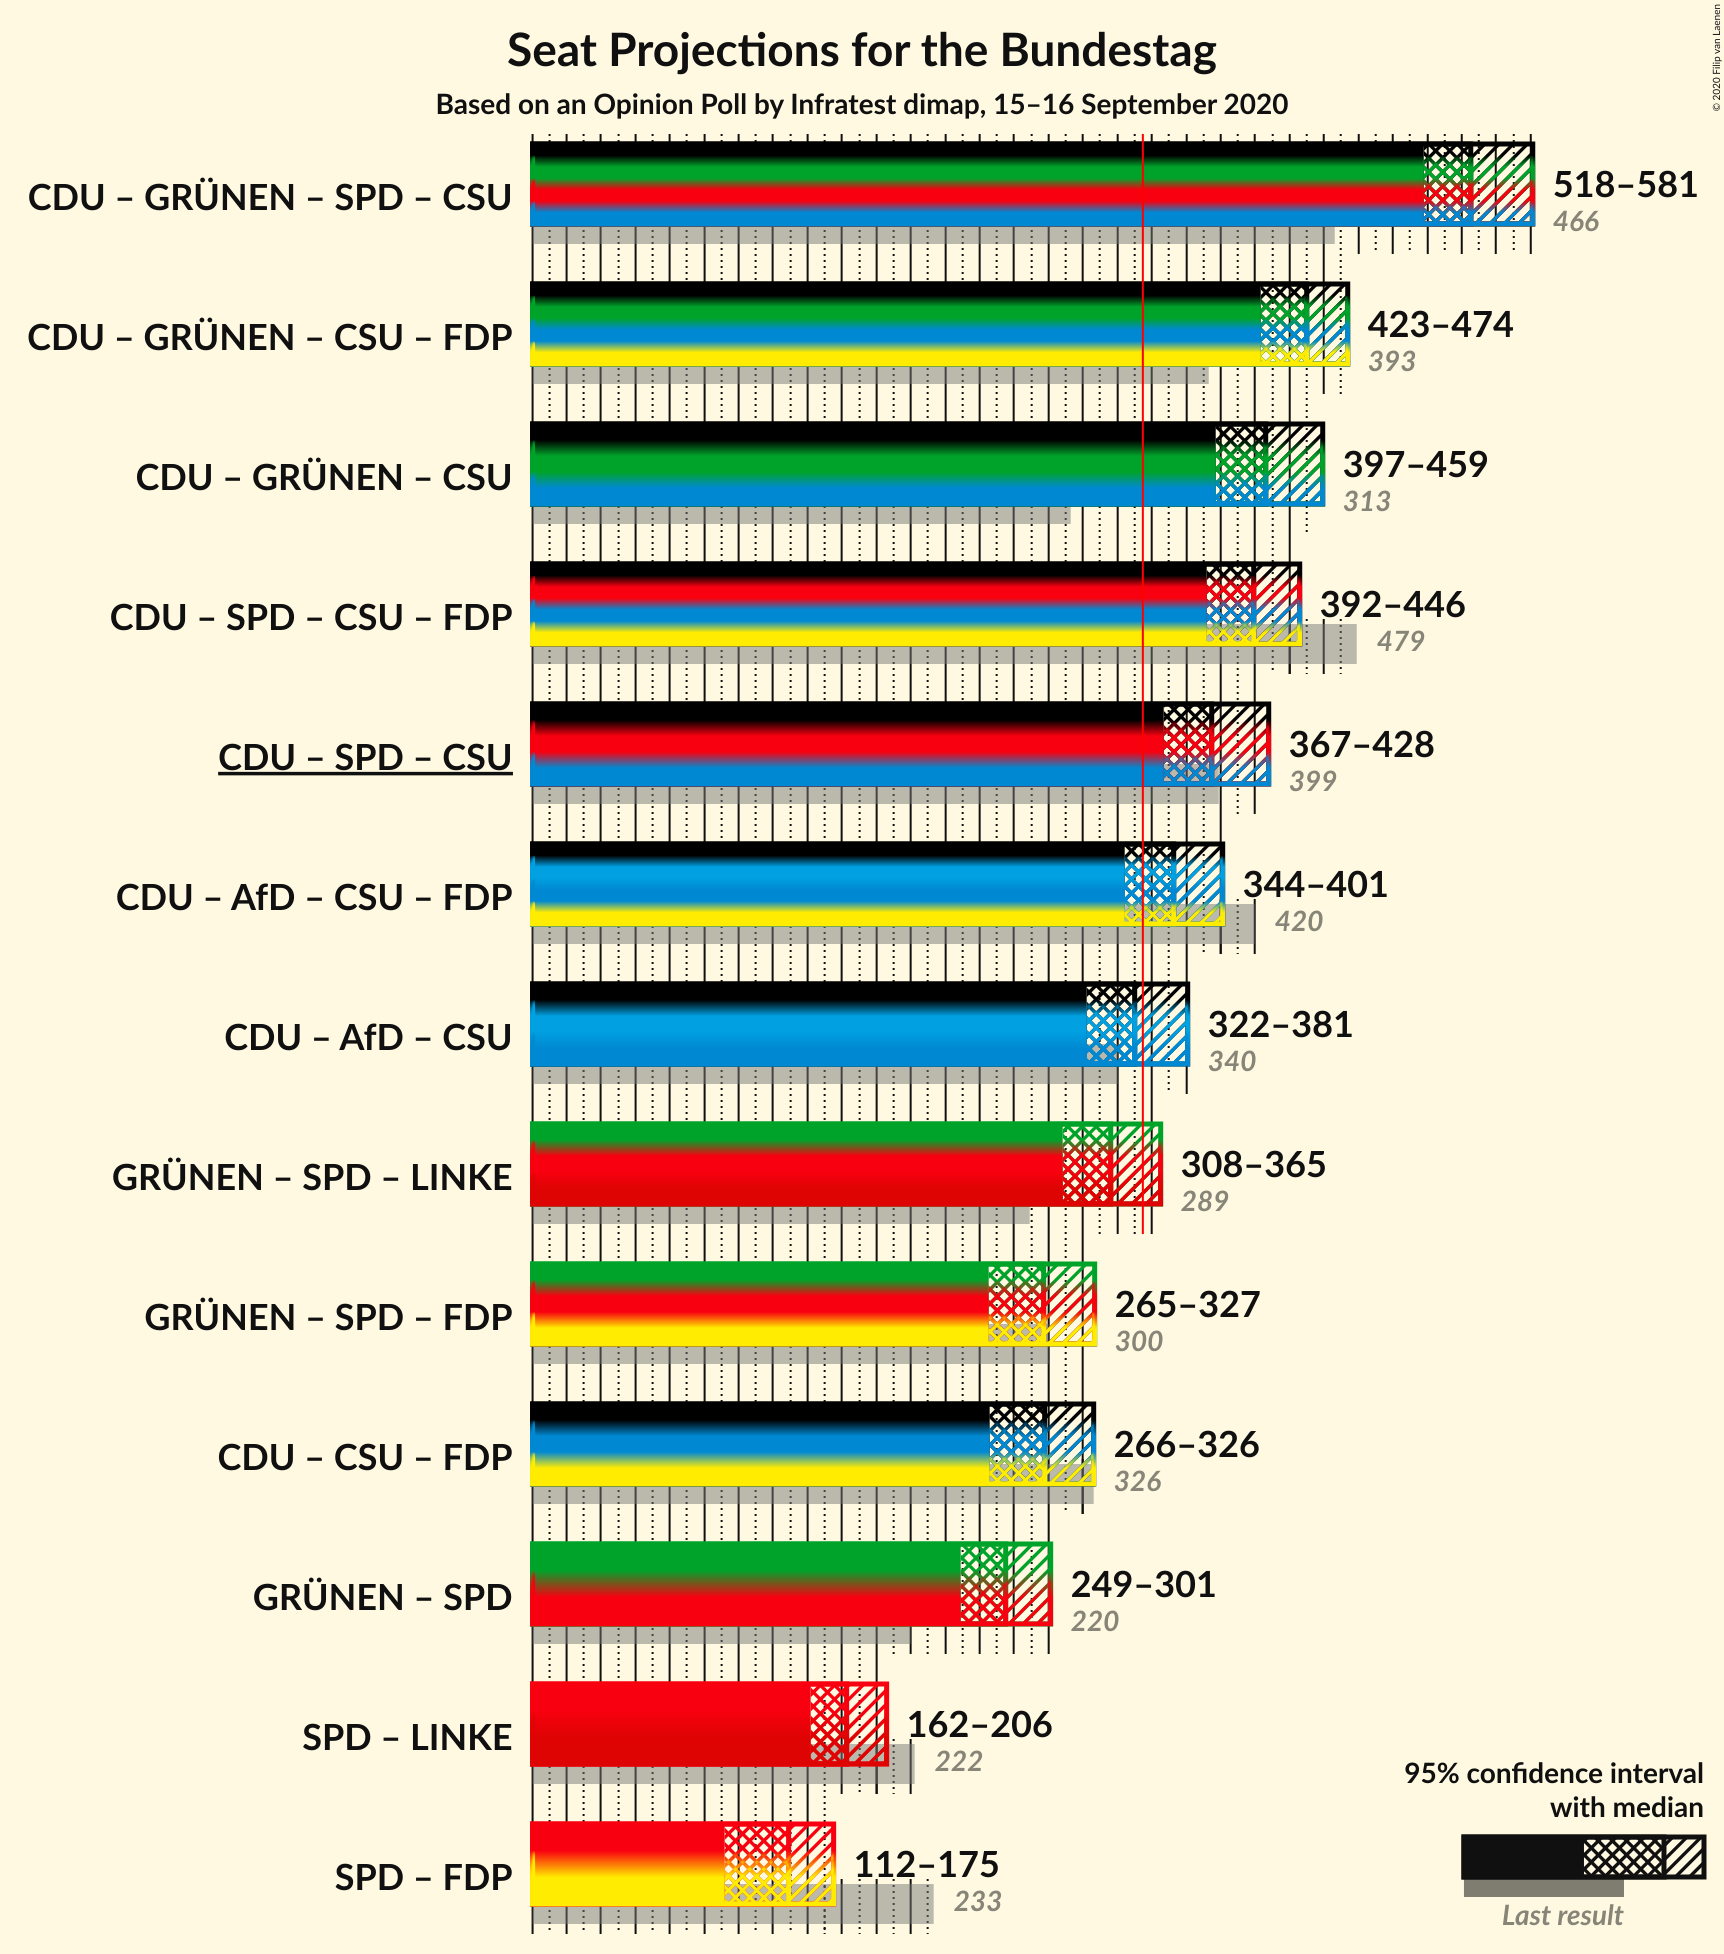 Seat Projections for the Bundestag
Based on an Opinion Poll by Infratest dimap, 15–16 September 2020
© 2020 Filip van Laenen
CDU – GRÜNEN – SPD – CSU
518–581
466
CDU – GRÜNEN – CSU – FDP
423–474
393
CDU – GRÜNEN – CSU
397–459
313
CDU – SPD – CSU – FDP
392–446
479
CDU – SPD – CSU
367–428
399
CDU – AfD – CSU – FDP
344–401
420
CDU – AfD – CSU
322–381
340
GRÜNEN – SPD – LINKE
308–365
289
GRÜNEN – SPD – FDP
265–327
300
CDU – CSU – FDP
266–326
326
GRÜNEN – SPD
249–301
220
SPD – LINKE
162–206
222
SPD – FDP
112–175
233
95% confidence interval
with median
Last result